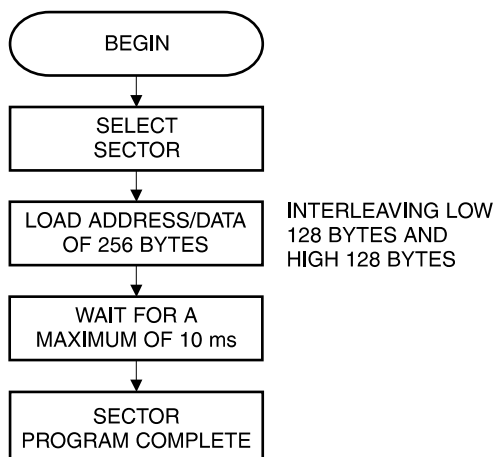 BEGIN
SELECT
SECTOR
LOAD ADDRESS/DATA
OF 256 BYTES
INTERLEAVING LOW
128 BYTES AND
HIGH 128 BYTES
WAIT FOR A
MAXIMUM OF 10 ms
SECTOR
PROGRAM COMPLETE